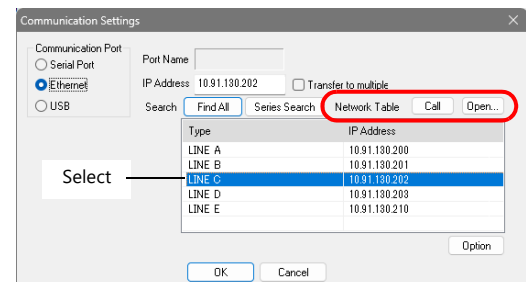 Communication Settings
Communication Port
Serial Port
Ethernet
USB
Port Name
IP Address 10.91.130.202 Transfer to multiple
Search Find All Series Search Network Table Call Open...
Type IP Address
LINE A 10.91.130.200
LINE B 10.91.130.201
Select LINE C 10.91.130.202
LINE D 10.91.130.203
LINE E 10.91.130.210
Option
OK Cancel